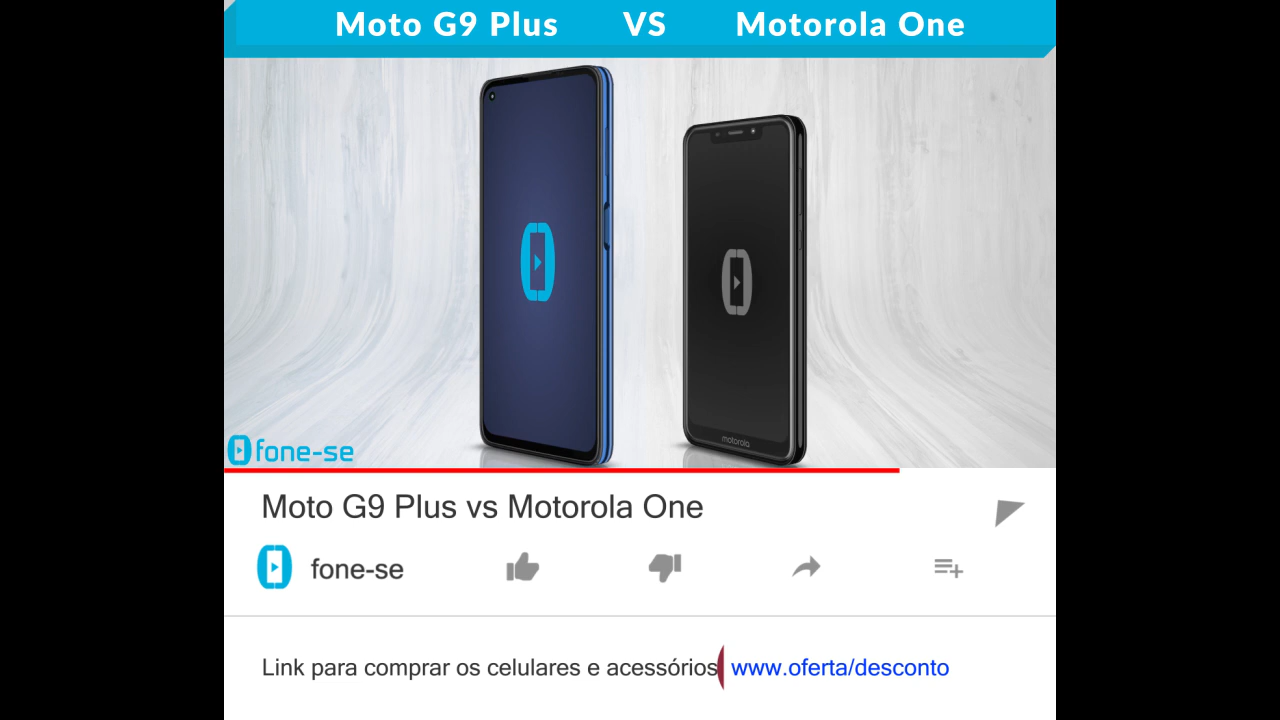 Moto G9 Plus VS Motorola One
motorola
fone-se
Moto G9 Plus vs Motorola One
fone-se
Link para comprar os celulares e acessórios www.oferta/desconto